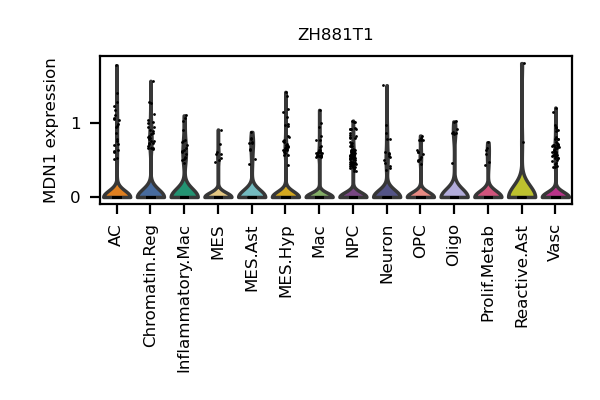 ZH881T1
MDN1 expression
1
0
AC
Chromatin.Reg
Inflammatory.Mac
MES
MES.Ast
MES.Hyp
Mac
NPC
Neuron
OPC
Oligo
Prolif.Metab
Reactive.Ast
Vasc